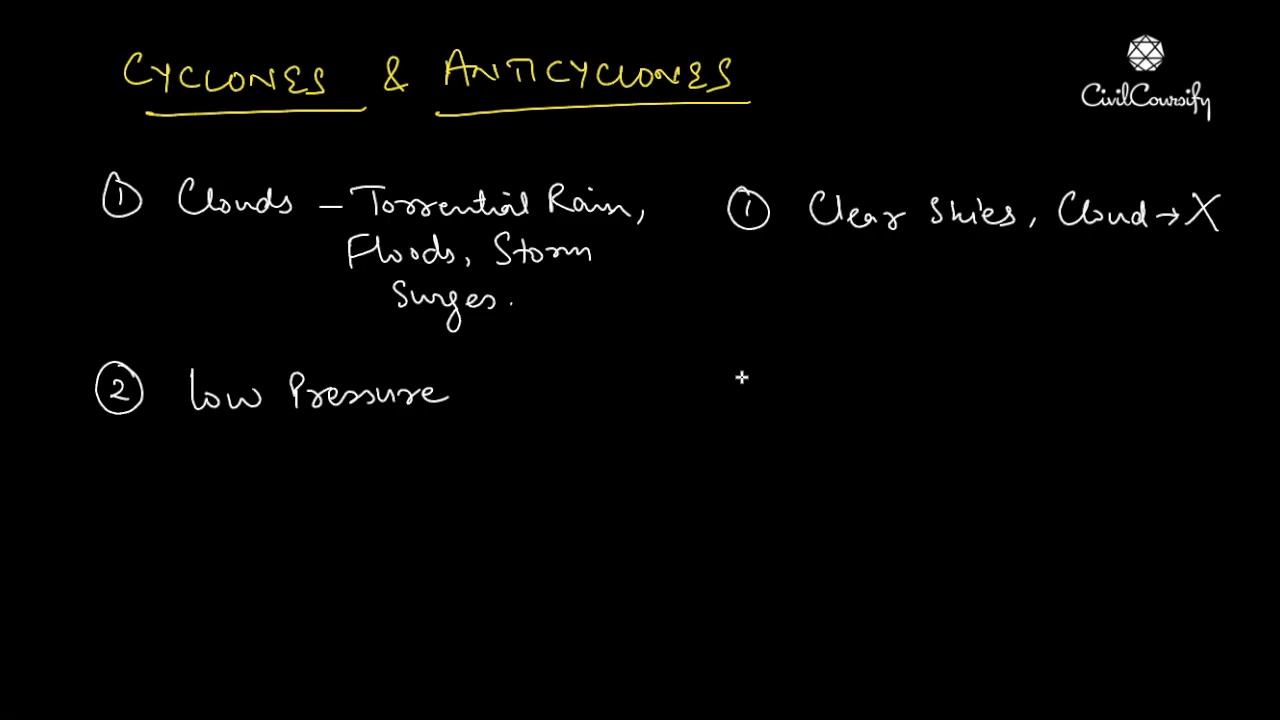 CYCLONES & ANTICYCLONES
CivilCoursify
① Clouds – Torrential Rain,
Floods, Storm
Surges.
① Clear Skies, Cloud → X
② Low Pressure